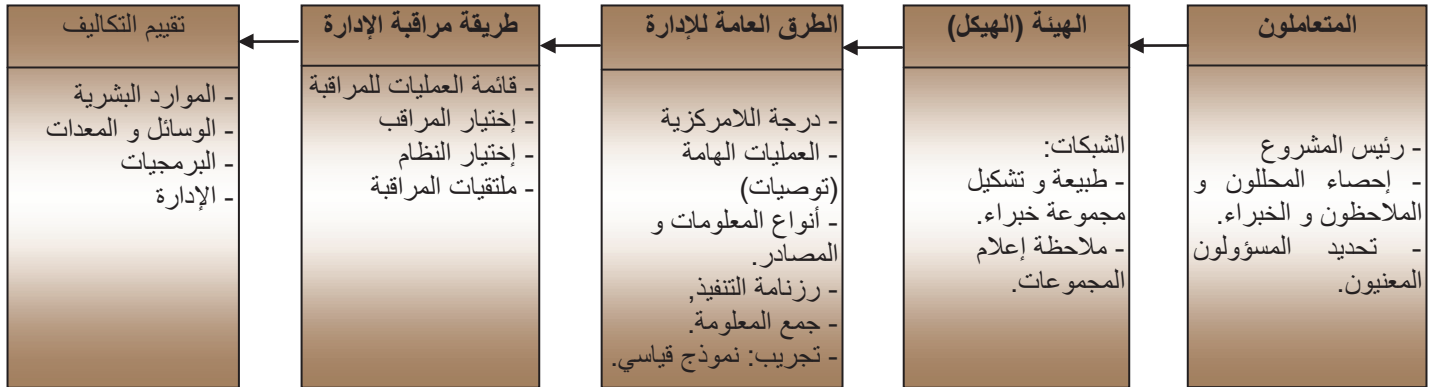 المتعاملون
- رئيس المشروع
- إحصاء المحللون و
الملاحظون و الخبراء.
- تحديد المسؤولون
المعنيون.
الهيئة (الهيكل)
الشبكات:
- طبيعة و تشكيل
مجموعة خبراء.
- ملاحظة إعلام
المجموعات.
الطرق العامة للإدارة
- درجة اللامركزية
- العمليات الهامة
(توصيات)
- أنواع المعلومات و
المصادر.
- رزنامة التنفيذ,
- جمع المعلومة.
- تجريب: نموذج قياسي.
طريقة مراقبة الإدارة
- قائمة العمليات للمراقبة
- إختيار المراقب
- إختيار النظام
- ملتقيات المراقبة
تقييم التكاليف
- الموارد البشرية
- الوسائل و المعدات
- البرمجيات
- الإدارة